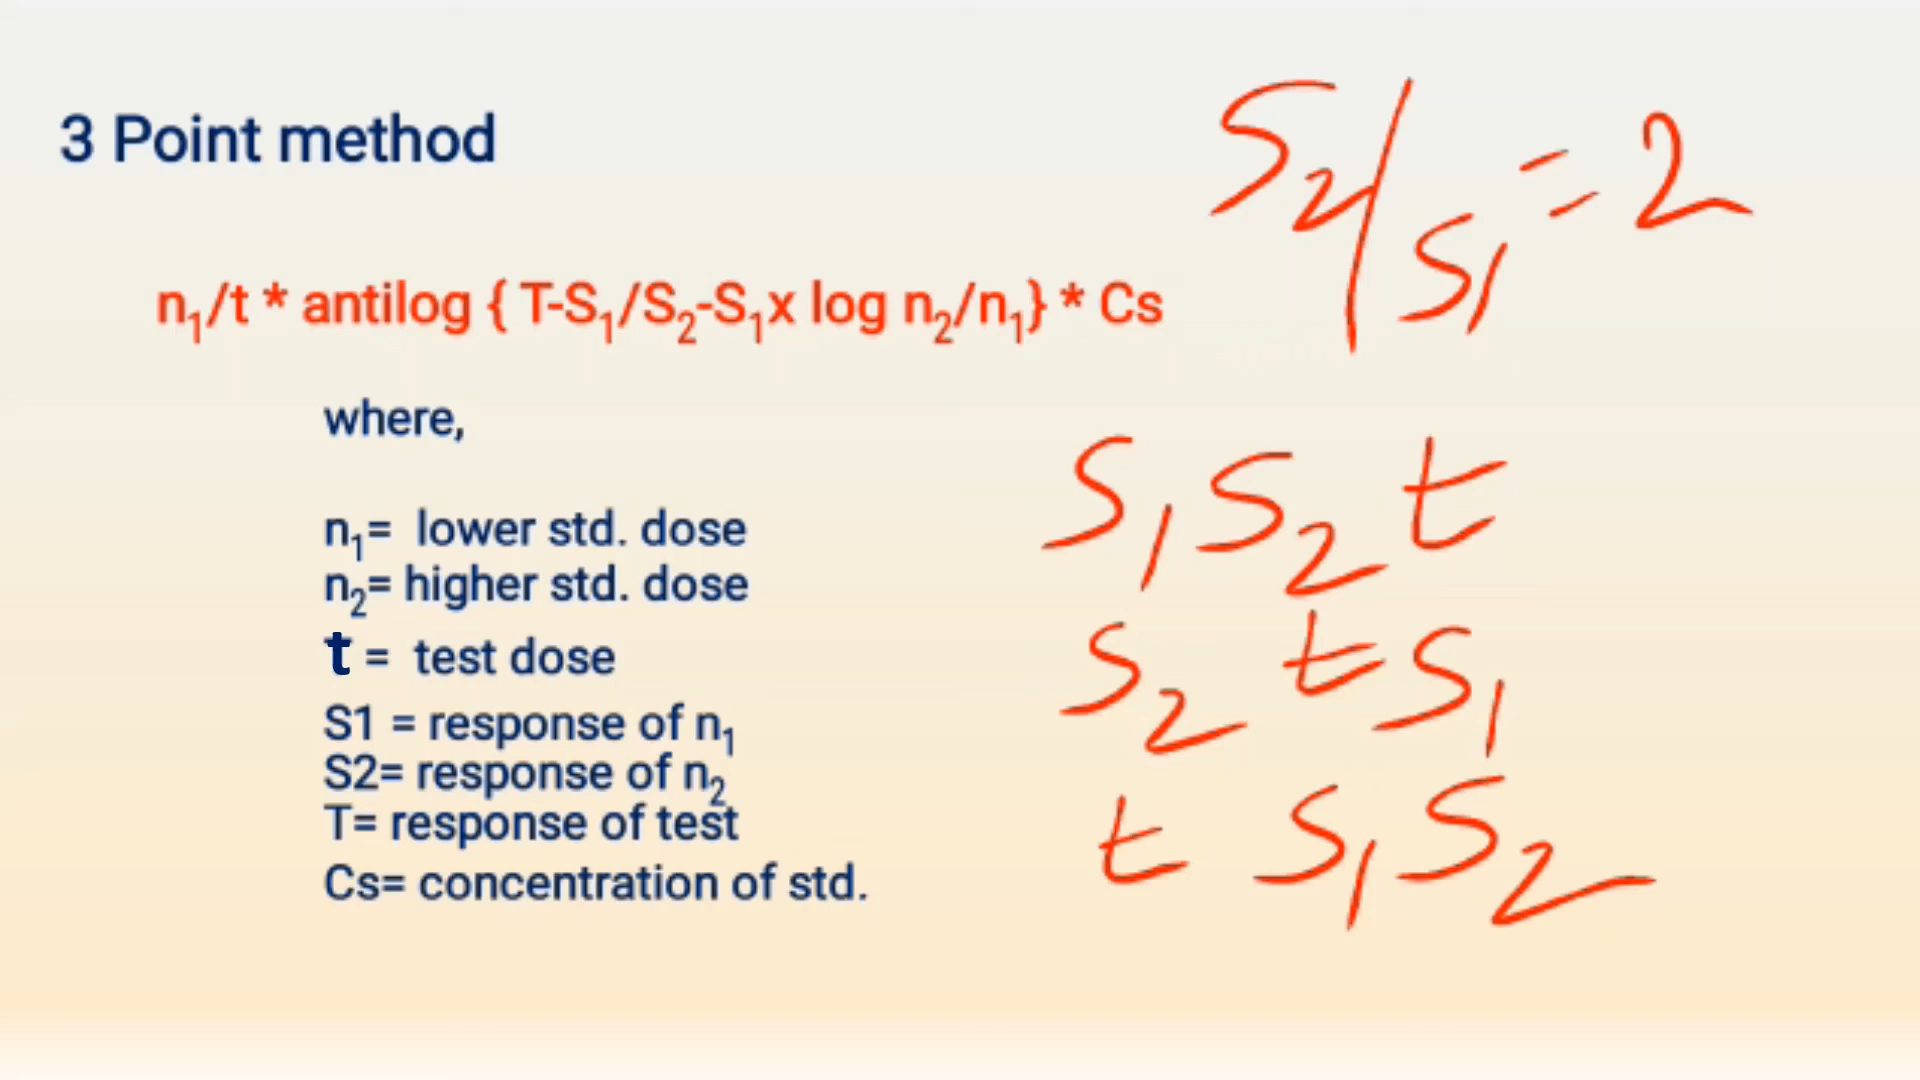 3 Point method
S₂/S₁ = 2
n₁/t * antilog { T-S₁/S₂-S₁x log n₂/n₁} * Cs
where,
n₁= lower std. dose
n₂= higher std. dose
t = test dose
S1 = response of n₁
S2= response of n₂
T= response of test
Cs= concentration of std.
S₁ S₂ t
S₂ t S₁
t S₁ S₂